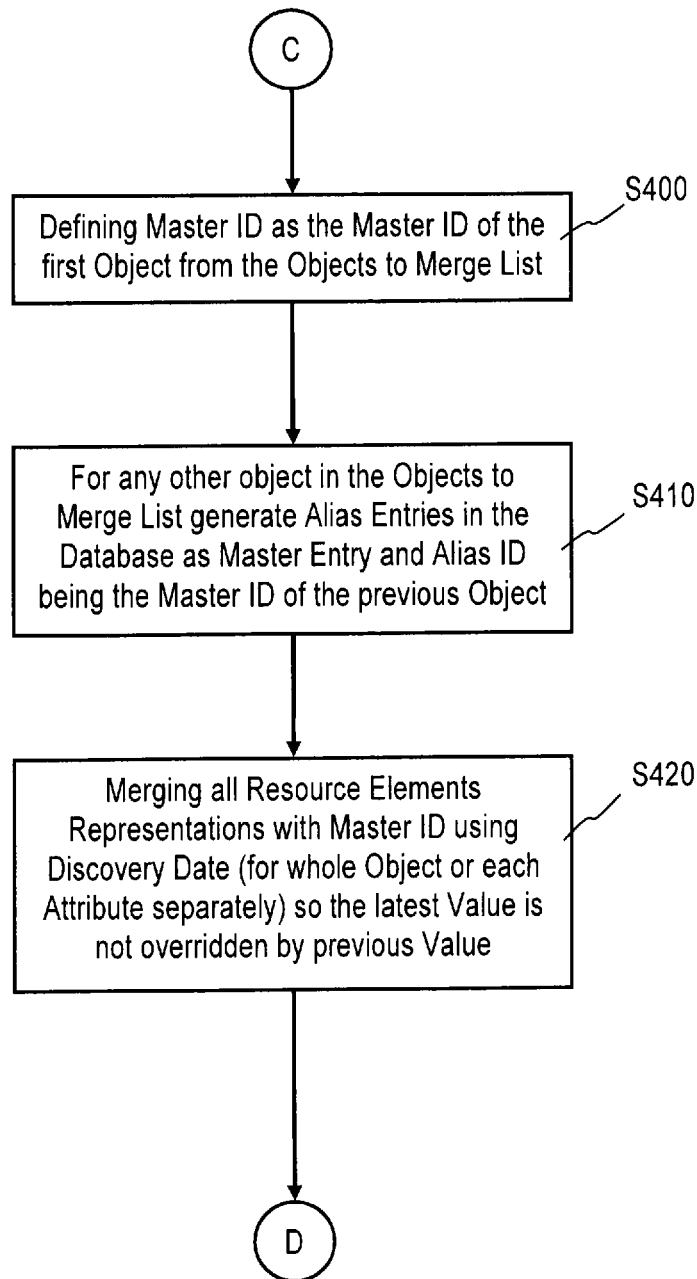 C
S400
Defining Master ID as the Master ID of the
first Object from the Objects to Merge List
S410
For any other object in the Objects to
Merge List generate Alias Entries in the
Database as Master Entry and Alias ID
being the Master ID of the previous Object
S420
Merging all Resource Elements
Representations with Master ID using
Discovery Date (for whole Object or each
Attribute separately) so the latest Value is
not overridden by previous Value
D